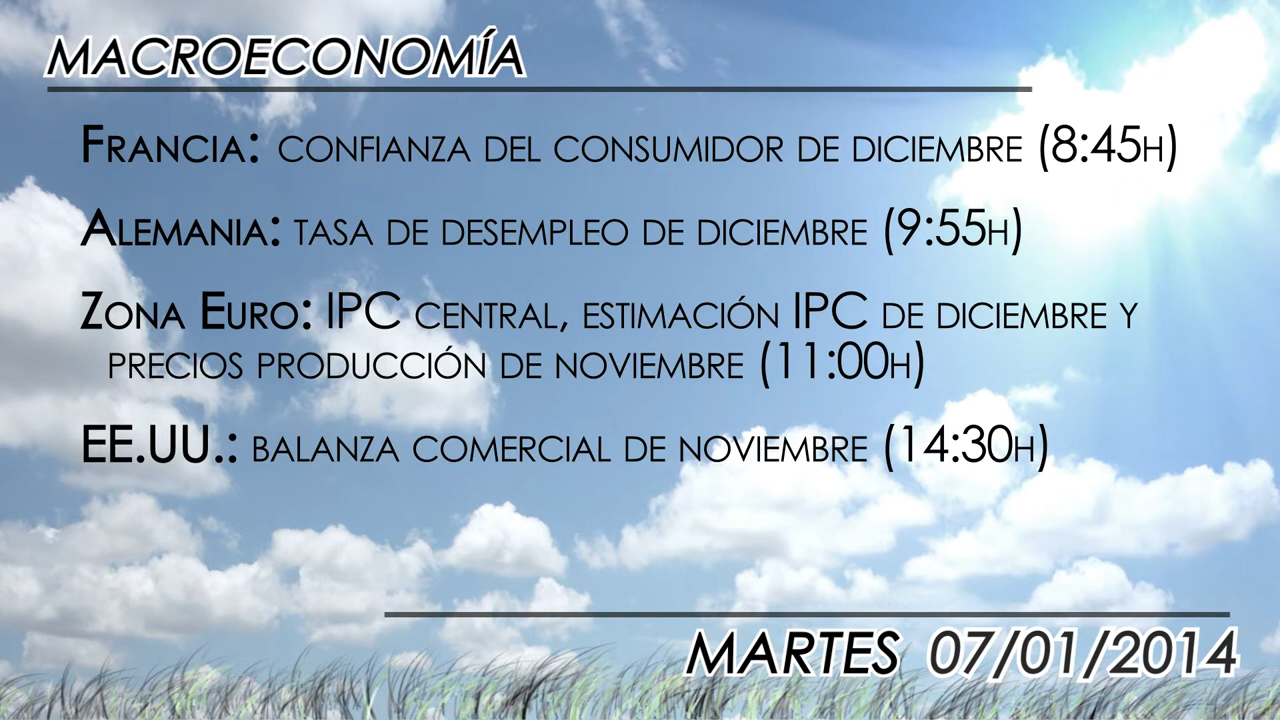 MACROECONOMÍA
Francia: confianza del consumidor de diciembre (8:45h)
Alemania: tasa de desempleo de diciembre (9:55h)
Zona Euro: IPC central, estimación IPC de diciembre y
precios producción de noviembre (11:00h)
EE.UU.: balanza comercial de noviembre (14:30h)
MARTES 07/01/2014